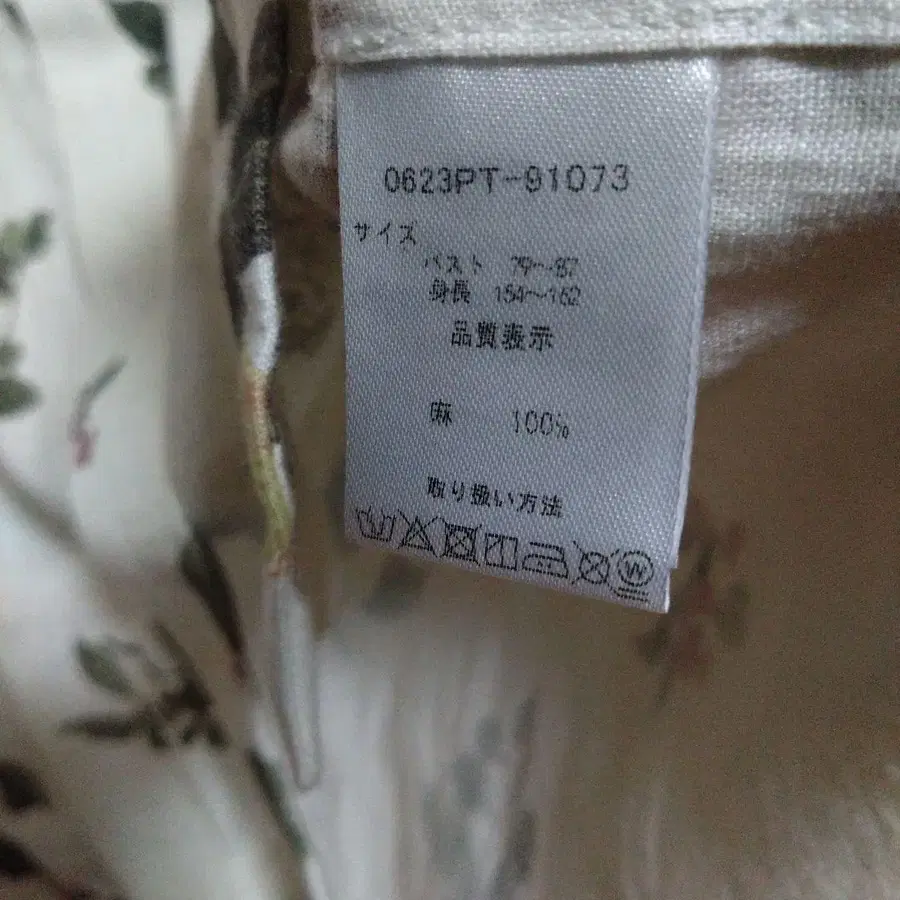 0623PT-91073
サイズ
バスト 79～87
身長 154～162
品質表示
麻 100%
取り扱い方法
W